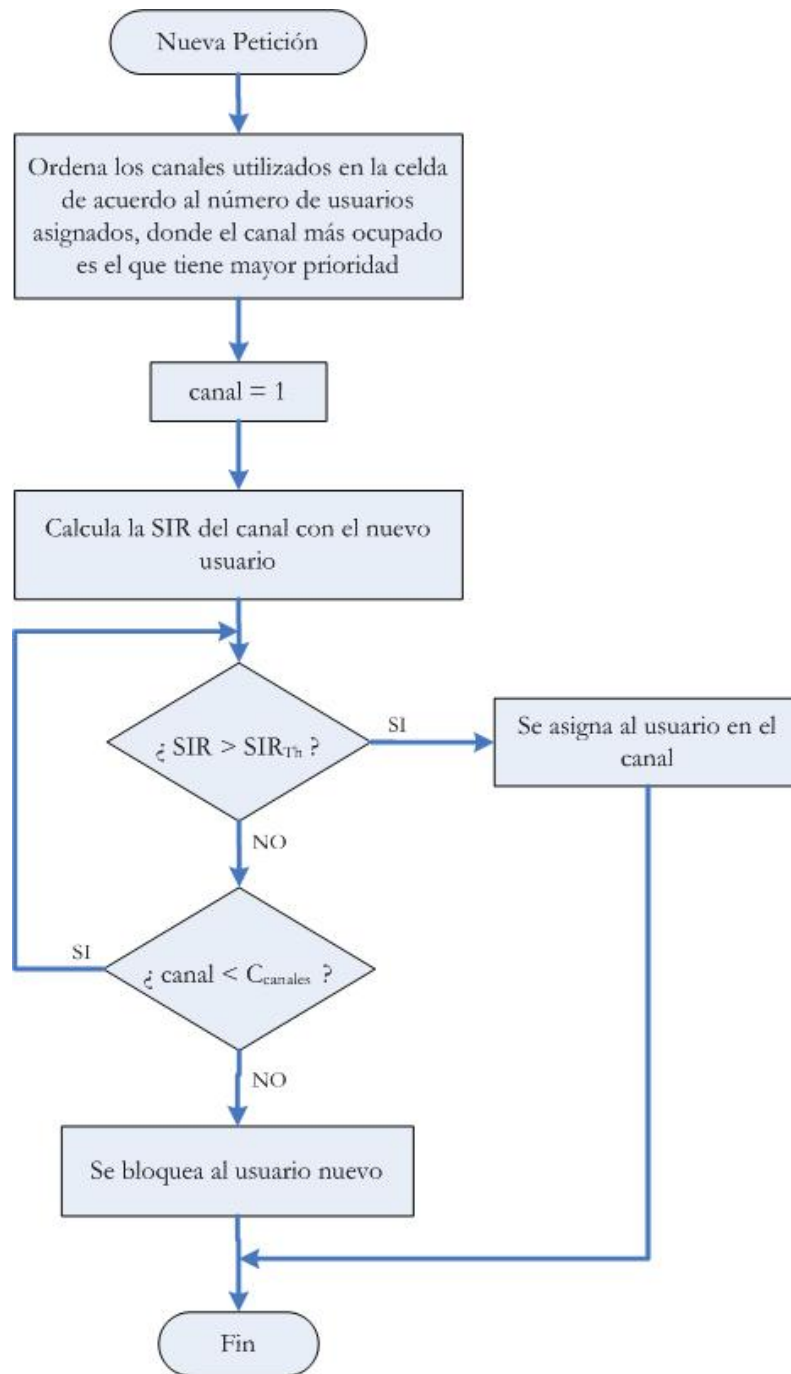 Nueva Petición
Ordena los canales utilizados en la celda
de acuerdo al número de usuarios
asignados, donde el canal más ocupado
es el que tiene mayor prioridad
canal = 1
Calcula la SIR del canal con el nuevo
usuario
¿ SIR > SIRTh ?
SI
Se asigna al usuario en el
canal
NO
SI
¿ canal < Ccanales ?
NO
Se bloquea al usuario nuevo
Fin